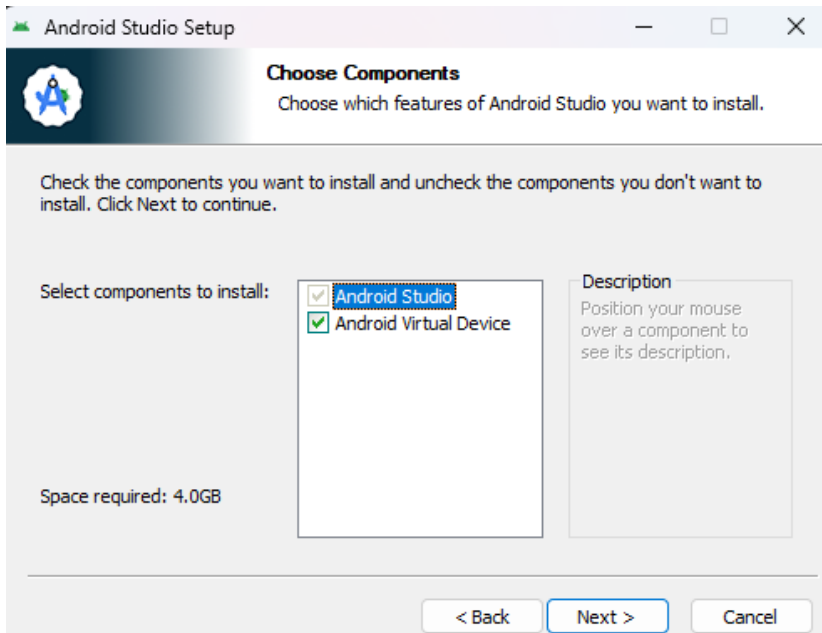 Android Studio Setup
Choose Components
Choose which features of Android Studio you want to install.
Check the components you want to install and uncheck the components you don't want to
install. Click Next to continue.
Select components to install:
Android Studio
Android Virtual Device
Description
Position your mouse
over a component to
see its description.
Space required: 4.0GB
< Back
Next >
Cancel